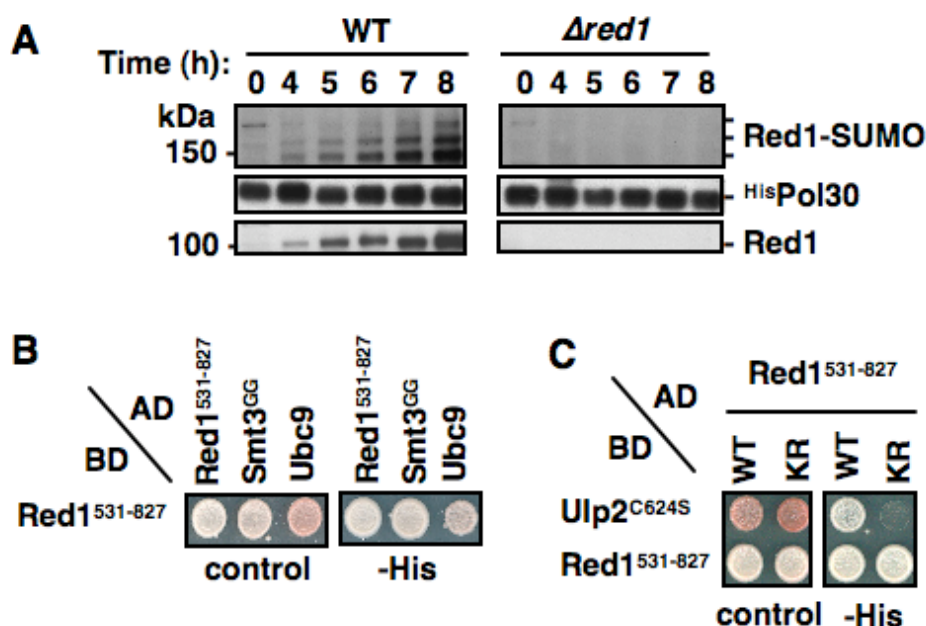 A
WT
Δred1
Time (h):
0 4 5 6 7 8
0 4 5 6 7 8
kDa
150 -
Red1-SUMO
HisPol30
100 -
- Red1
B
AD
BD
Red1531-827
Smt3GG
Ubc9
Red1531-827
Smt3GG
Ubc9
Red1531-827
control
-His
C
Red1531-827
AD
BD
WT
KR
WT
KR
Ulp2C624S
Red1531-827
control
-His